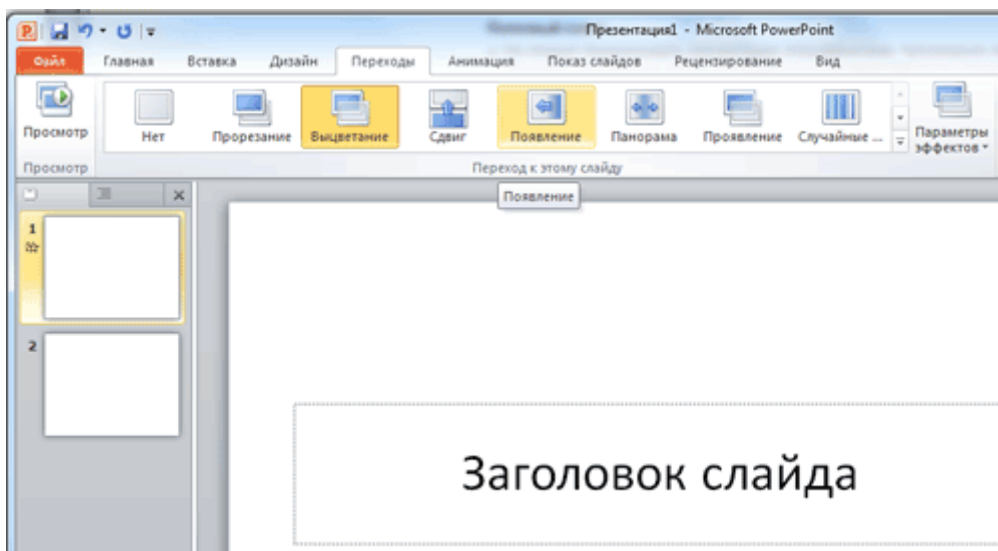 Презентация1 - Microsoft PowerPoint
Файл Главная Вставка Дизайн Переходы Анимация Показ слайдов Рецензирование Вид
Просмотр Нет Прорезание Выцветание Сдвиг Появление Панорама Проявление Случайные ... Параметры эффектов
Просмотр Переход к этому слайду
Появление
1
2
Заголовок слайда